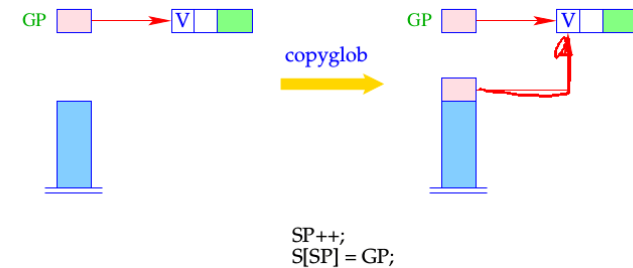 GP V GP V
copyglob
SP++;
S[SP] = GP;